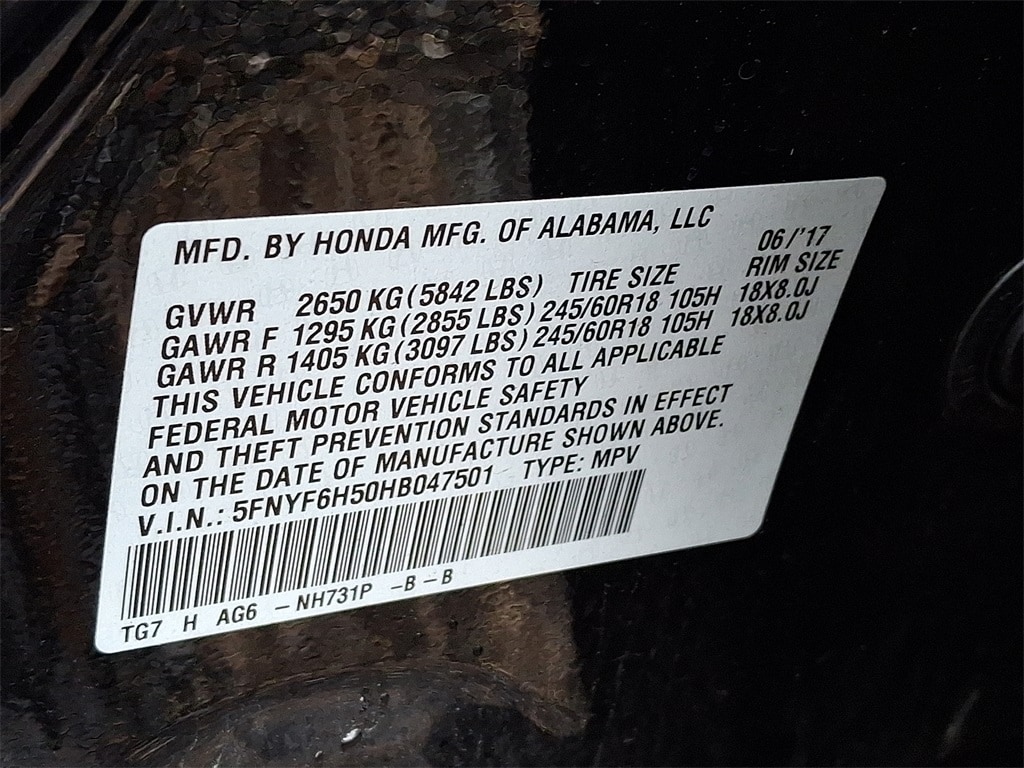 MFD. BY HONDA MFG. OF ALABAMA, LLC
06/'17
GVWR 2650 KG (5842 LBS) TIRE SIZE RIM SIZE
GAWR F 1295 KG (2855 LBS) 245/60R18 105H 18X8.0J
GAWR R 1405 KG (3097 LBS) 245/60R18 105H 18X8.0J
THIS VEHICLE CONFORMS TO ALL APPLICABLE
FEDERAL MOTOR VEHICLE SAFETY
AND THEFT PREVENTION STANDARDS IN EFFECT
ON THE DATE OF MANUFACTURE SHOWN ABOVE.
V.I.N.: 5FNYF6H50HB047501 TYPE: MPV
TG7 H AG6 -NH731P -B-B